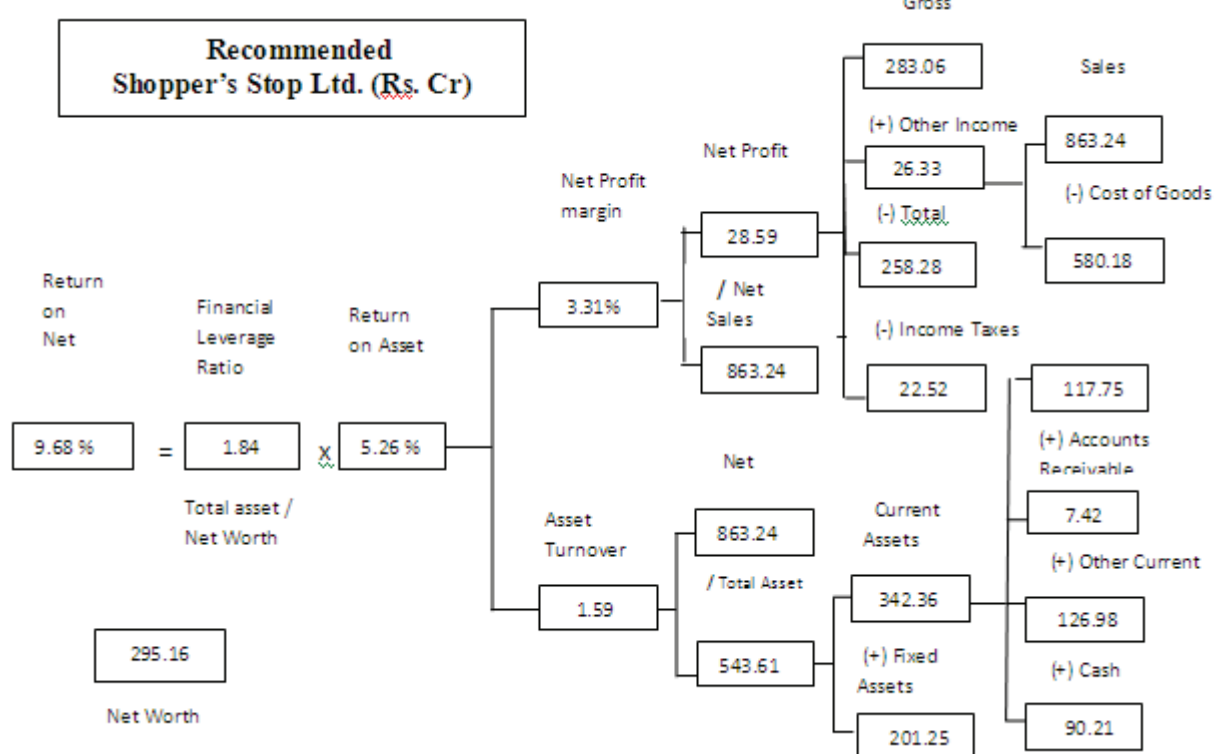 Gross
Recommended
Shopper's Stop Ltd. (Rs. Cr)
283.06
Sales
(+) Other Income
863.24
Net Profit
26.33
Net Profit
margin
(-) Cost of Goods
(-) Total
28.59
258.28
580.18
Return
on
Net
Financial
Leverage
Ratio
Return
on Asset
3.31%
/ Net
Sales
(-) Income Taxes
863.24
22.52
117.75
9.68 %
=
1.84
x
5.26 %
(+) Accounts
Receivable
Net
Total asset /
Net Worth
Asset
Turnover
863.24
Current
Assets
7.42
(+) Other Current
/ Total Asset
1.59
342.36
126.98
295.16
543.61
(+) Fixed
Assets
(+) Cash
Net Worth
201.25
90.21